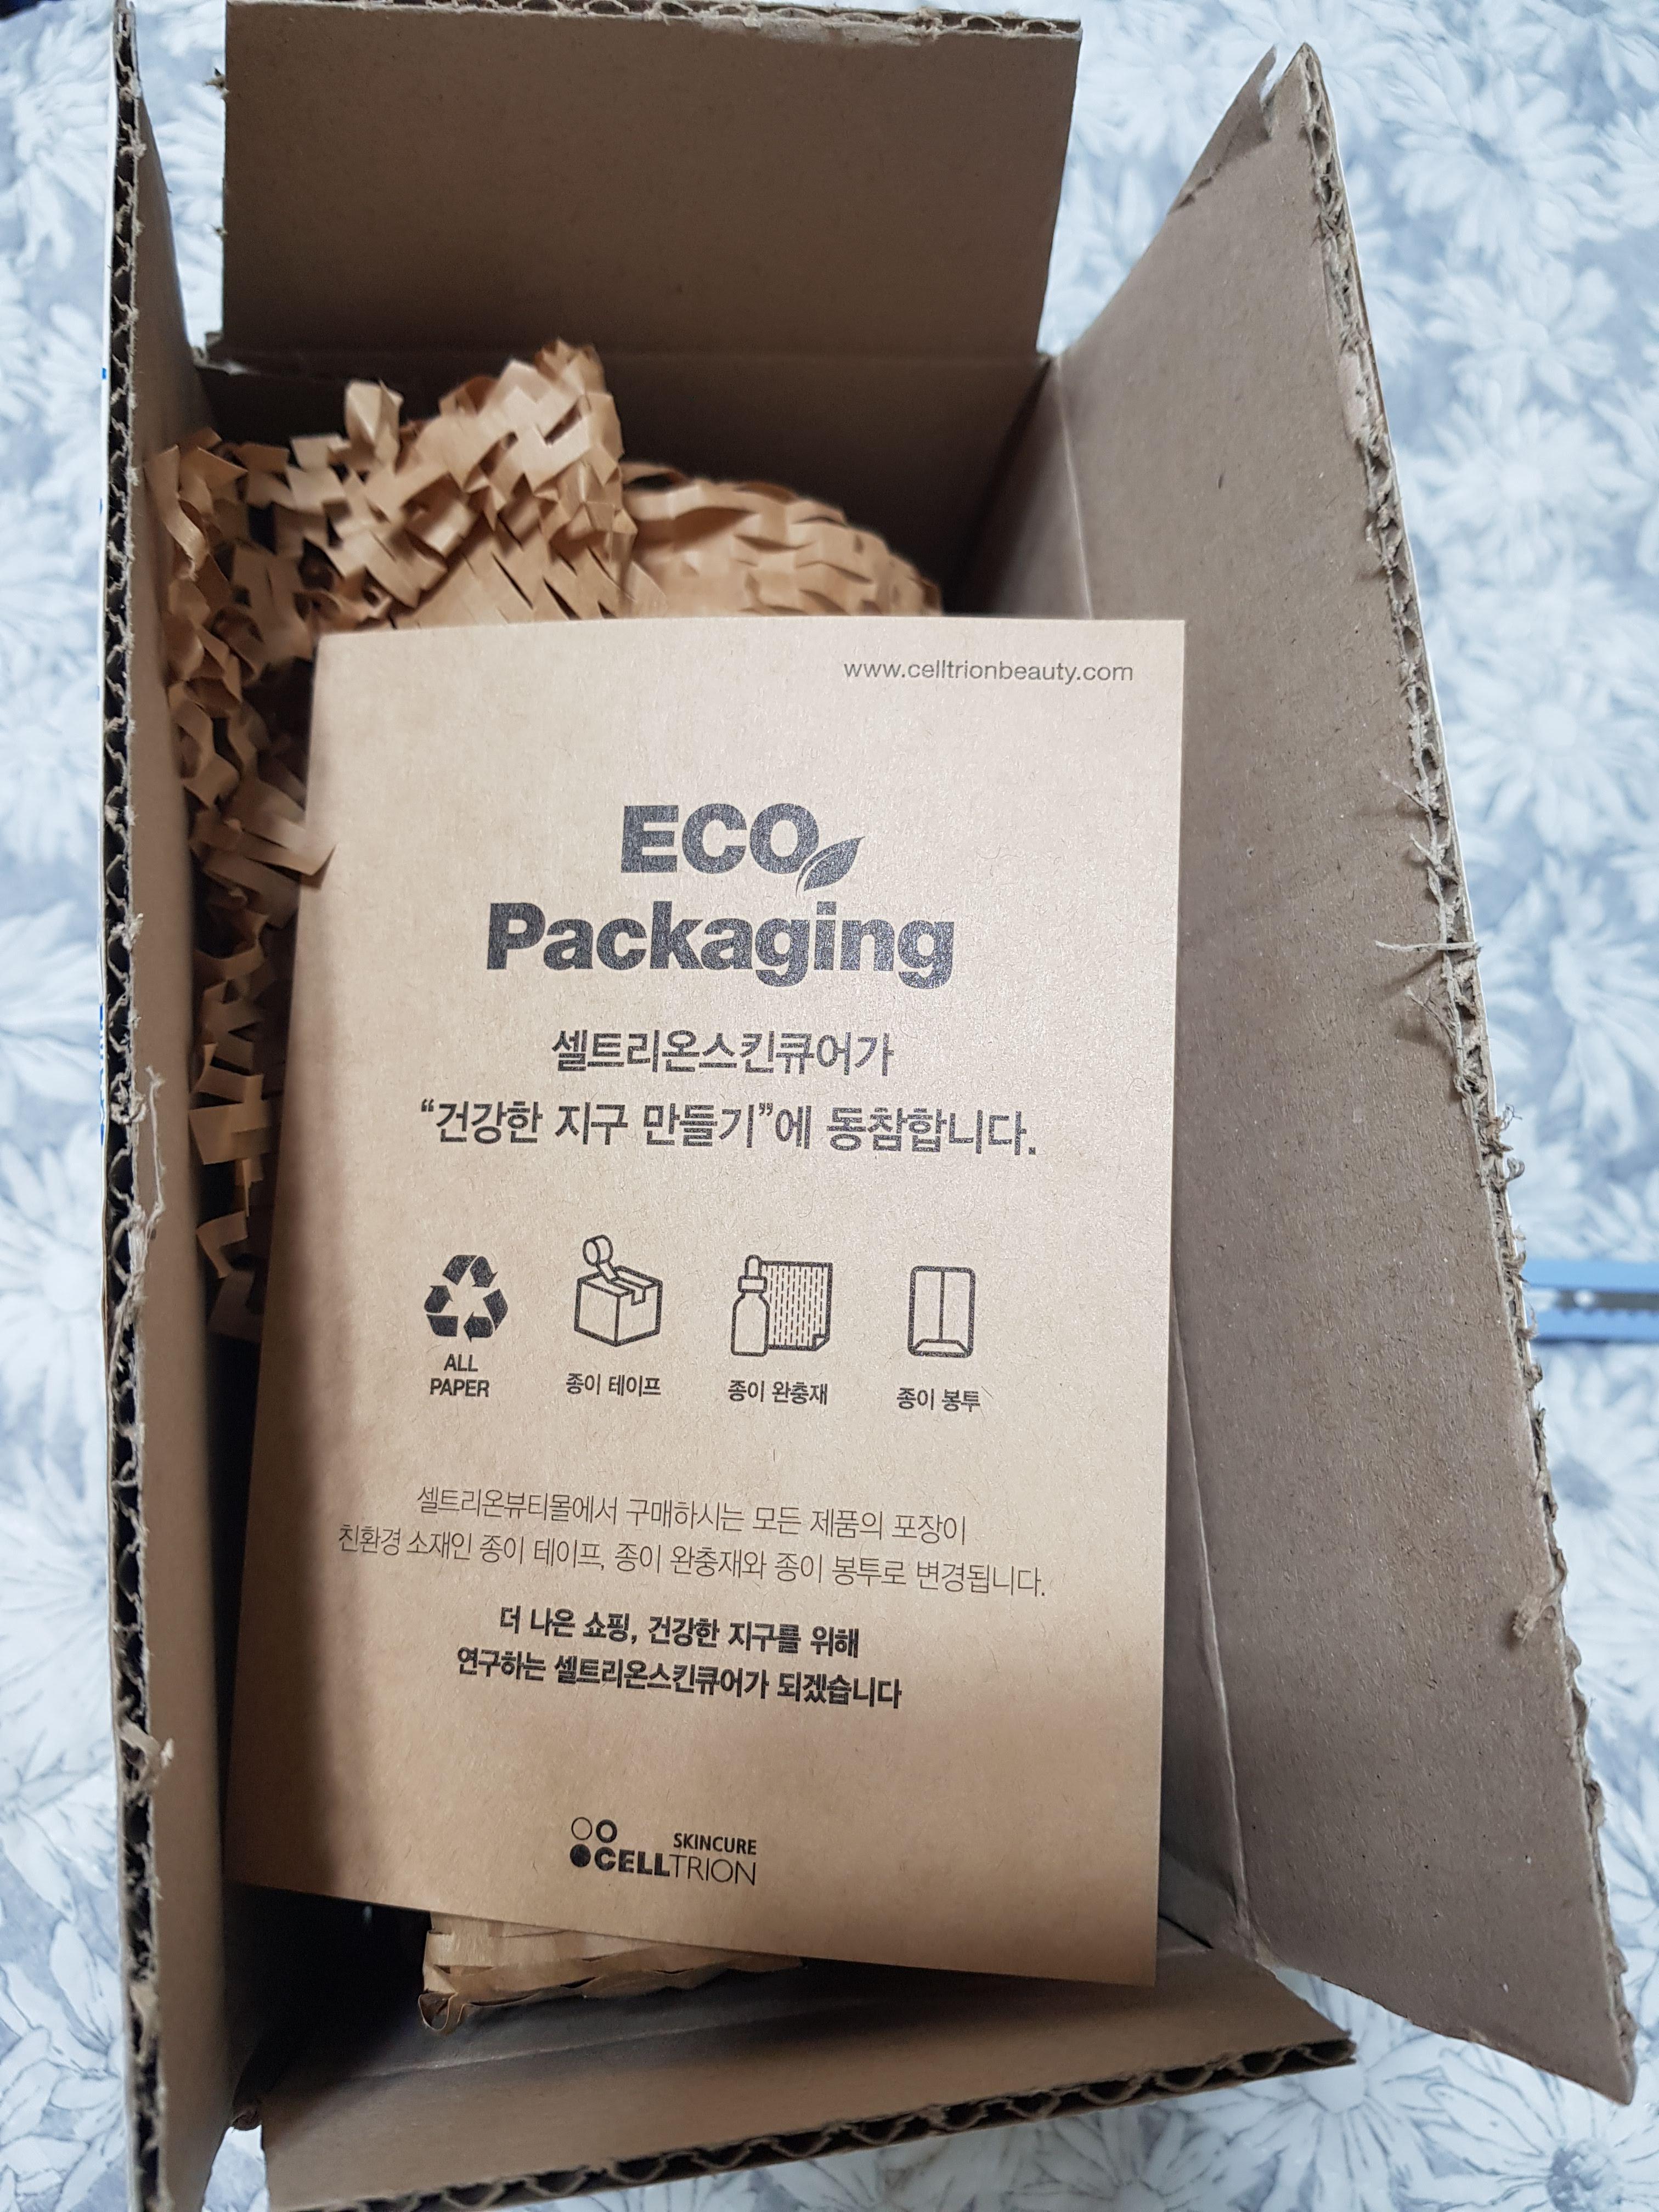 www.celltrionbeauty.com
ECO
Packaging
셀트리온스킨큐어가
“건강한 지구 만들기”에 동참합니다.
ALL
PAPER
종이 테이프
종이 완충재
종이 봉투
셀트리온뷰티몰에서 구매하시는 모든 제품의 포장이
친환경 소재인 종이 테이프, 종이 완충재와 종이 봉투로 변경됩니다.
더 나은 쇼핑, 건강한 지구를 위해
연구하는 셀트리온스킨큐어가 되겠습니다
SKINCURE
CELLTRION